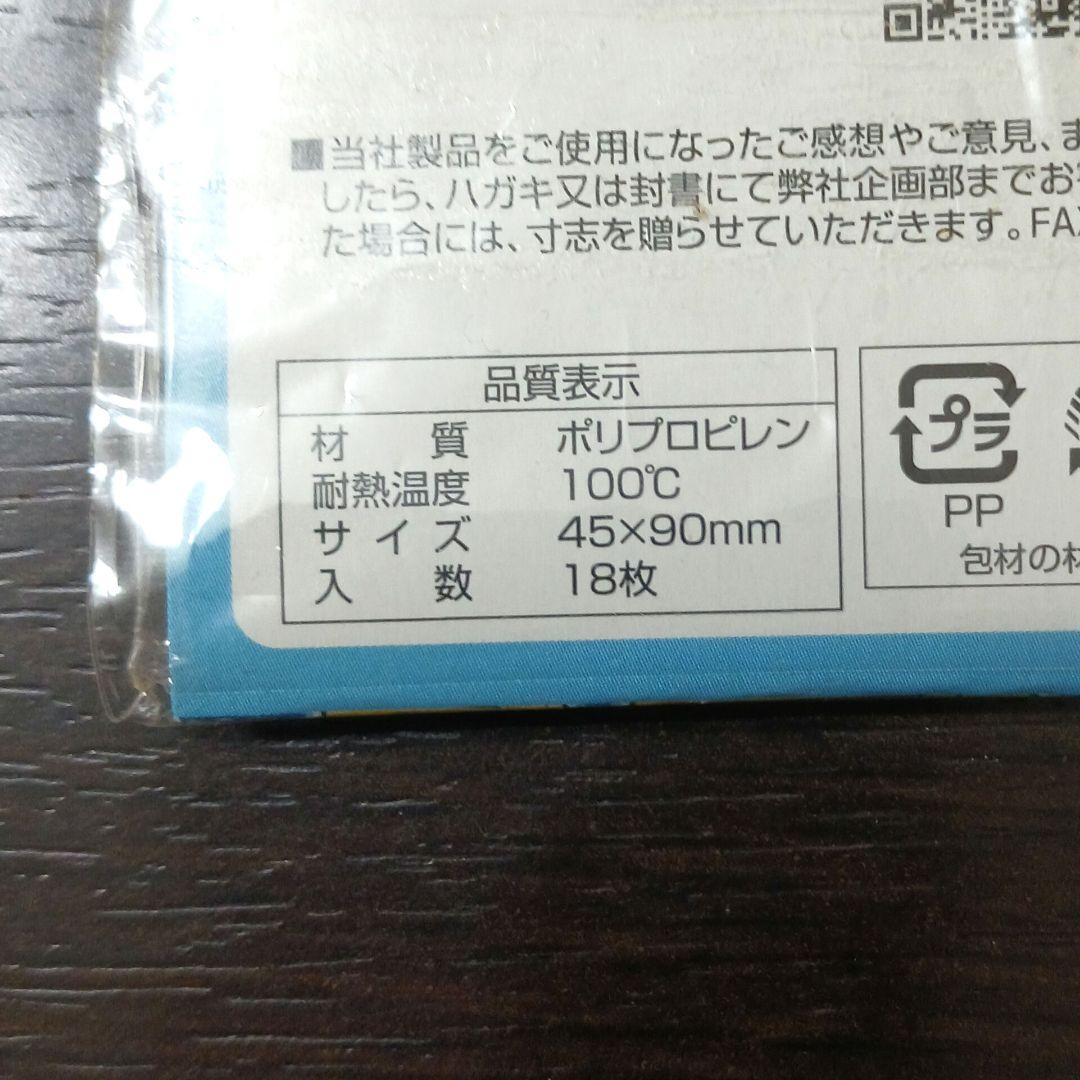 ■当社製品をご使用になったご感想やご意見、ま
したら、ハガキ又は封書にて弊社企画部までお
た場合には、寸志を贈らせていただきます。FAX
品質表示
材 質 ポリプロピレン
耐熱温度 100℃
サイズ 45×90mm
入 数 18枚
プラ
PP
包材の材